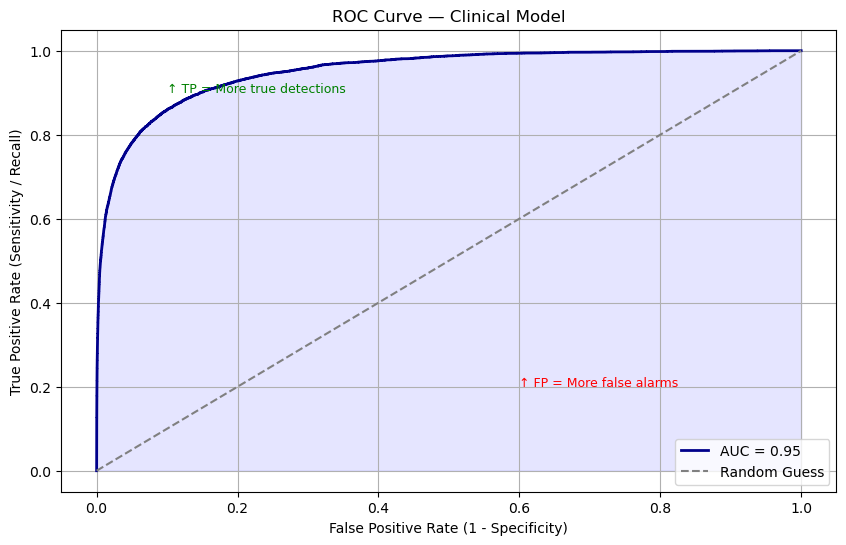 ROC Curve — Clinical Model
True Positive Rate (Sensitivity / Recall)
1.0
0.8
0.6
0.4
0.2
0.0
↑ TP = More true detections
↑ FP = More false alarms
AUC = 0.95
Random Guess
0.0 0.2 0.4 0.6 0.8 1.0
False Positive Rate (1 - Specificity)